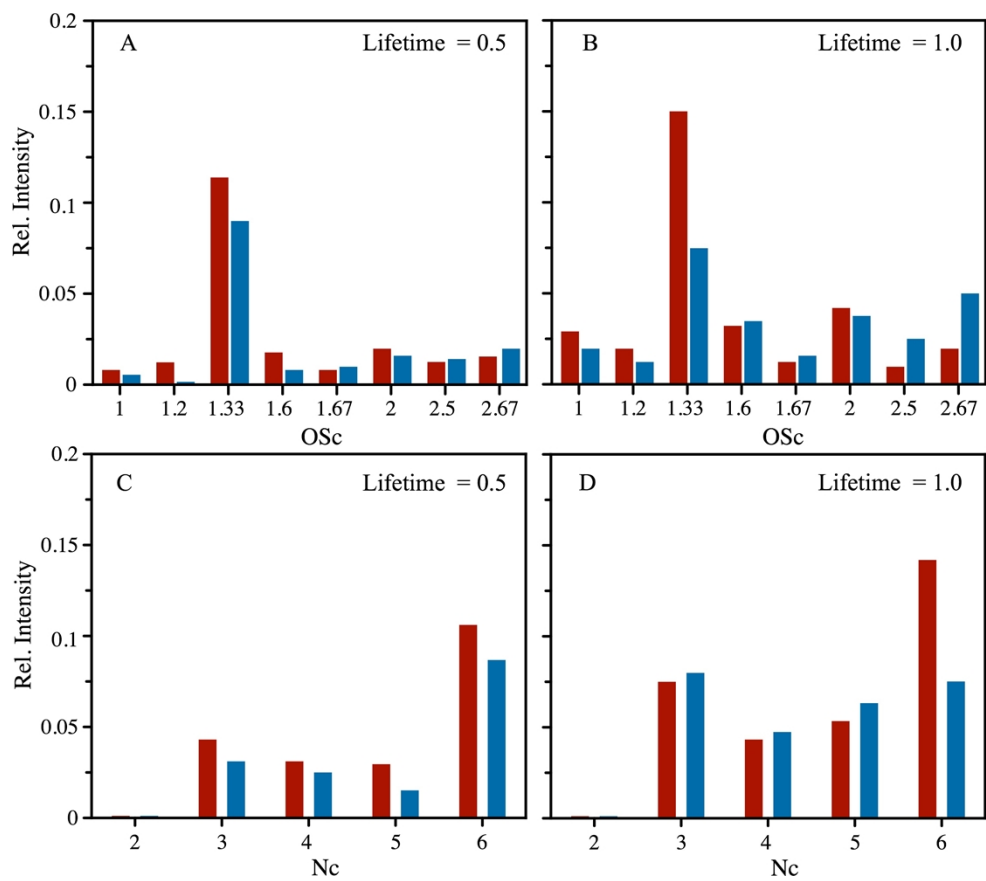 A
Lifetime = 0.5
B
Lifetime = 1.0
Rel. Intensity
0.2
0.15
0.1
0.05
0
1 1.2 1.33 1.6 1.67 2 2.5 2.67
OSc
1 1.2 1.33 1.6 1.67 2 2.5 2.67
OSc
C
Lifetime = 0.5
D
Lifetime = 1.0
Rel. Intensity
0.2
0.15
0.1
0.05
0
2 3 4 5 6
Nc
2 3 4 5 6
Nc